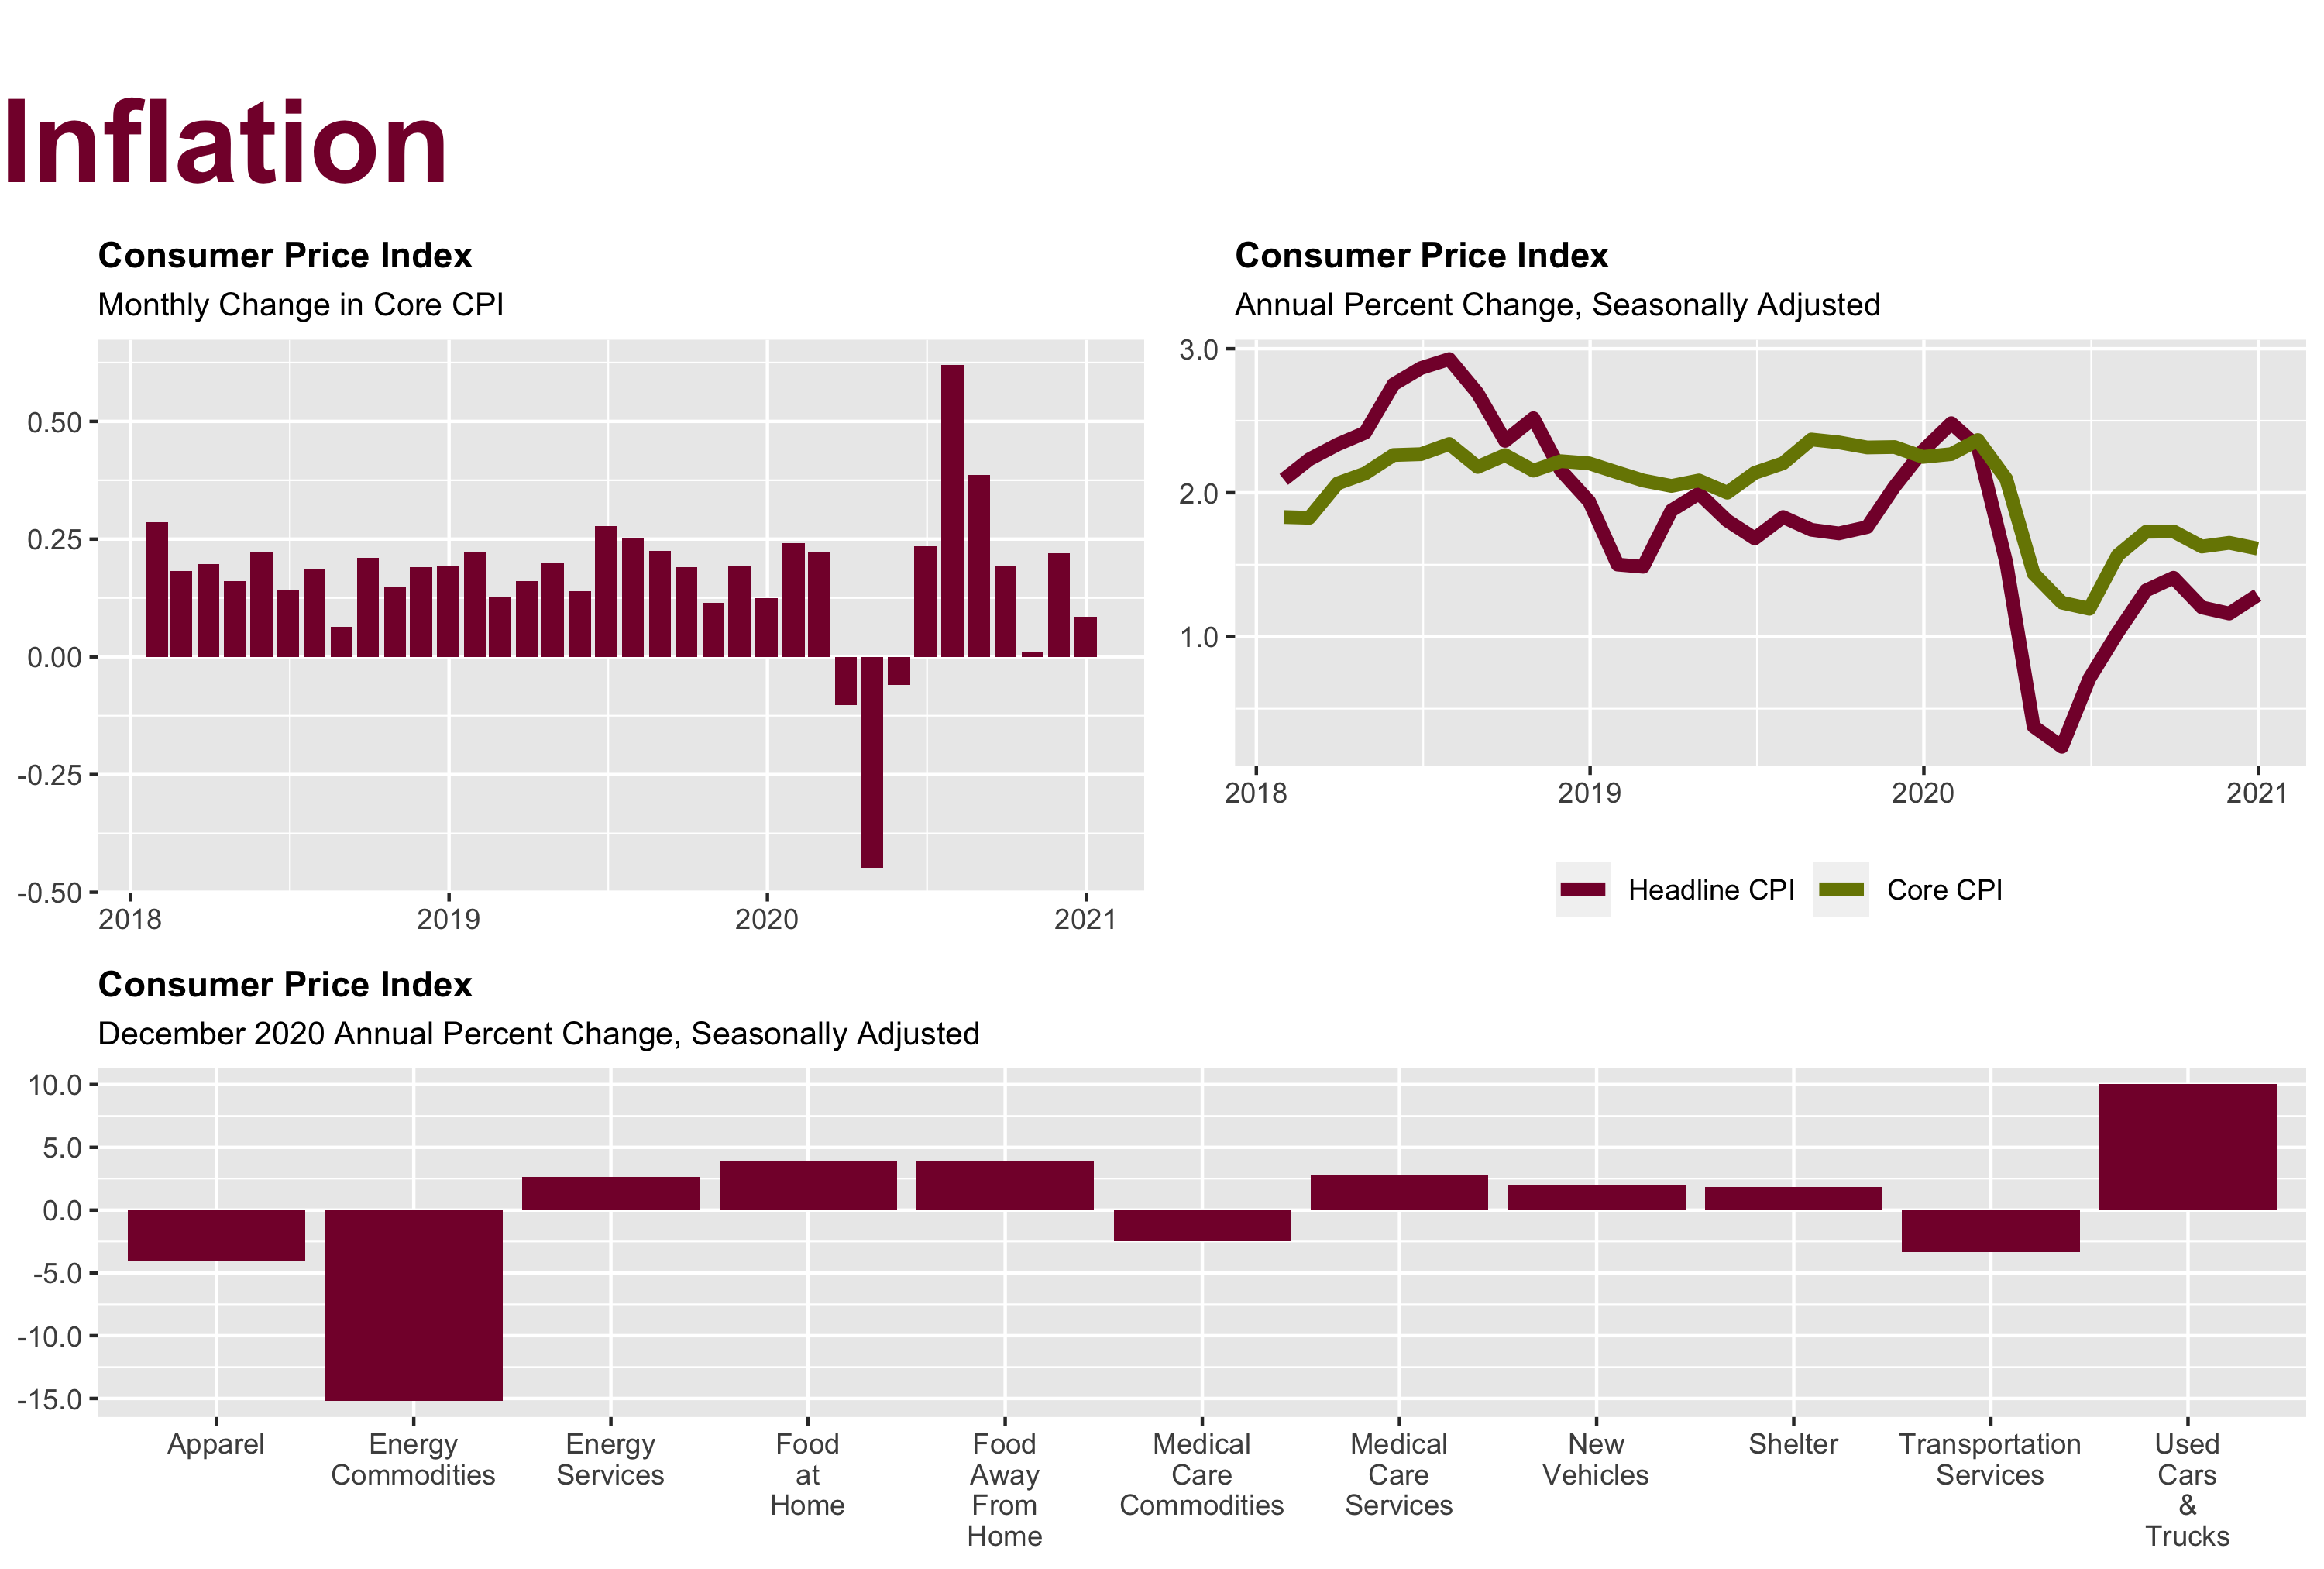 Inflation
Consumer Price Index
Monthly Change in Core CPI
0.50
0.25
0.00
-0.25
-0.50
2018 2019 2020 2021
Consumer Price Index
Annual Percent Change, Seasonally Adjusted
3.0
2.0
1.0
2018 2019 2020 2021
Headline CPI Core CPI
Consumer Price Index
December 2020 Annual Percent Change, Seasonally Adjusted
10.0
5.0
0.0
-5.0
-10.0
-15.0
Apparel
Energy
Commodities
Energy
Services
Food
at
Home
Food
Away
From
Home
Medical
Care
Commodities
Medical
Care
Services
New
Vehicles
Shelter
Transportation
Services
Used
Cars
&
Trucks